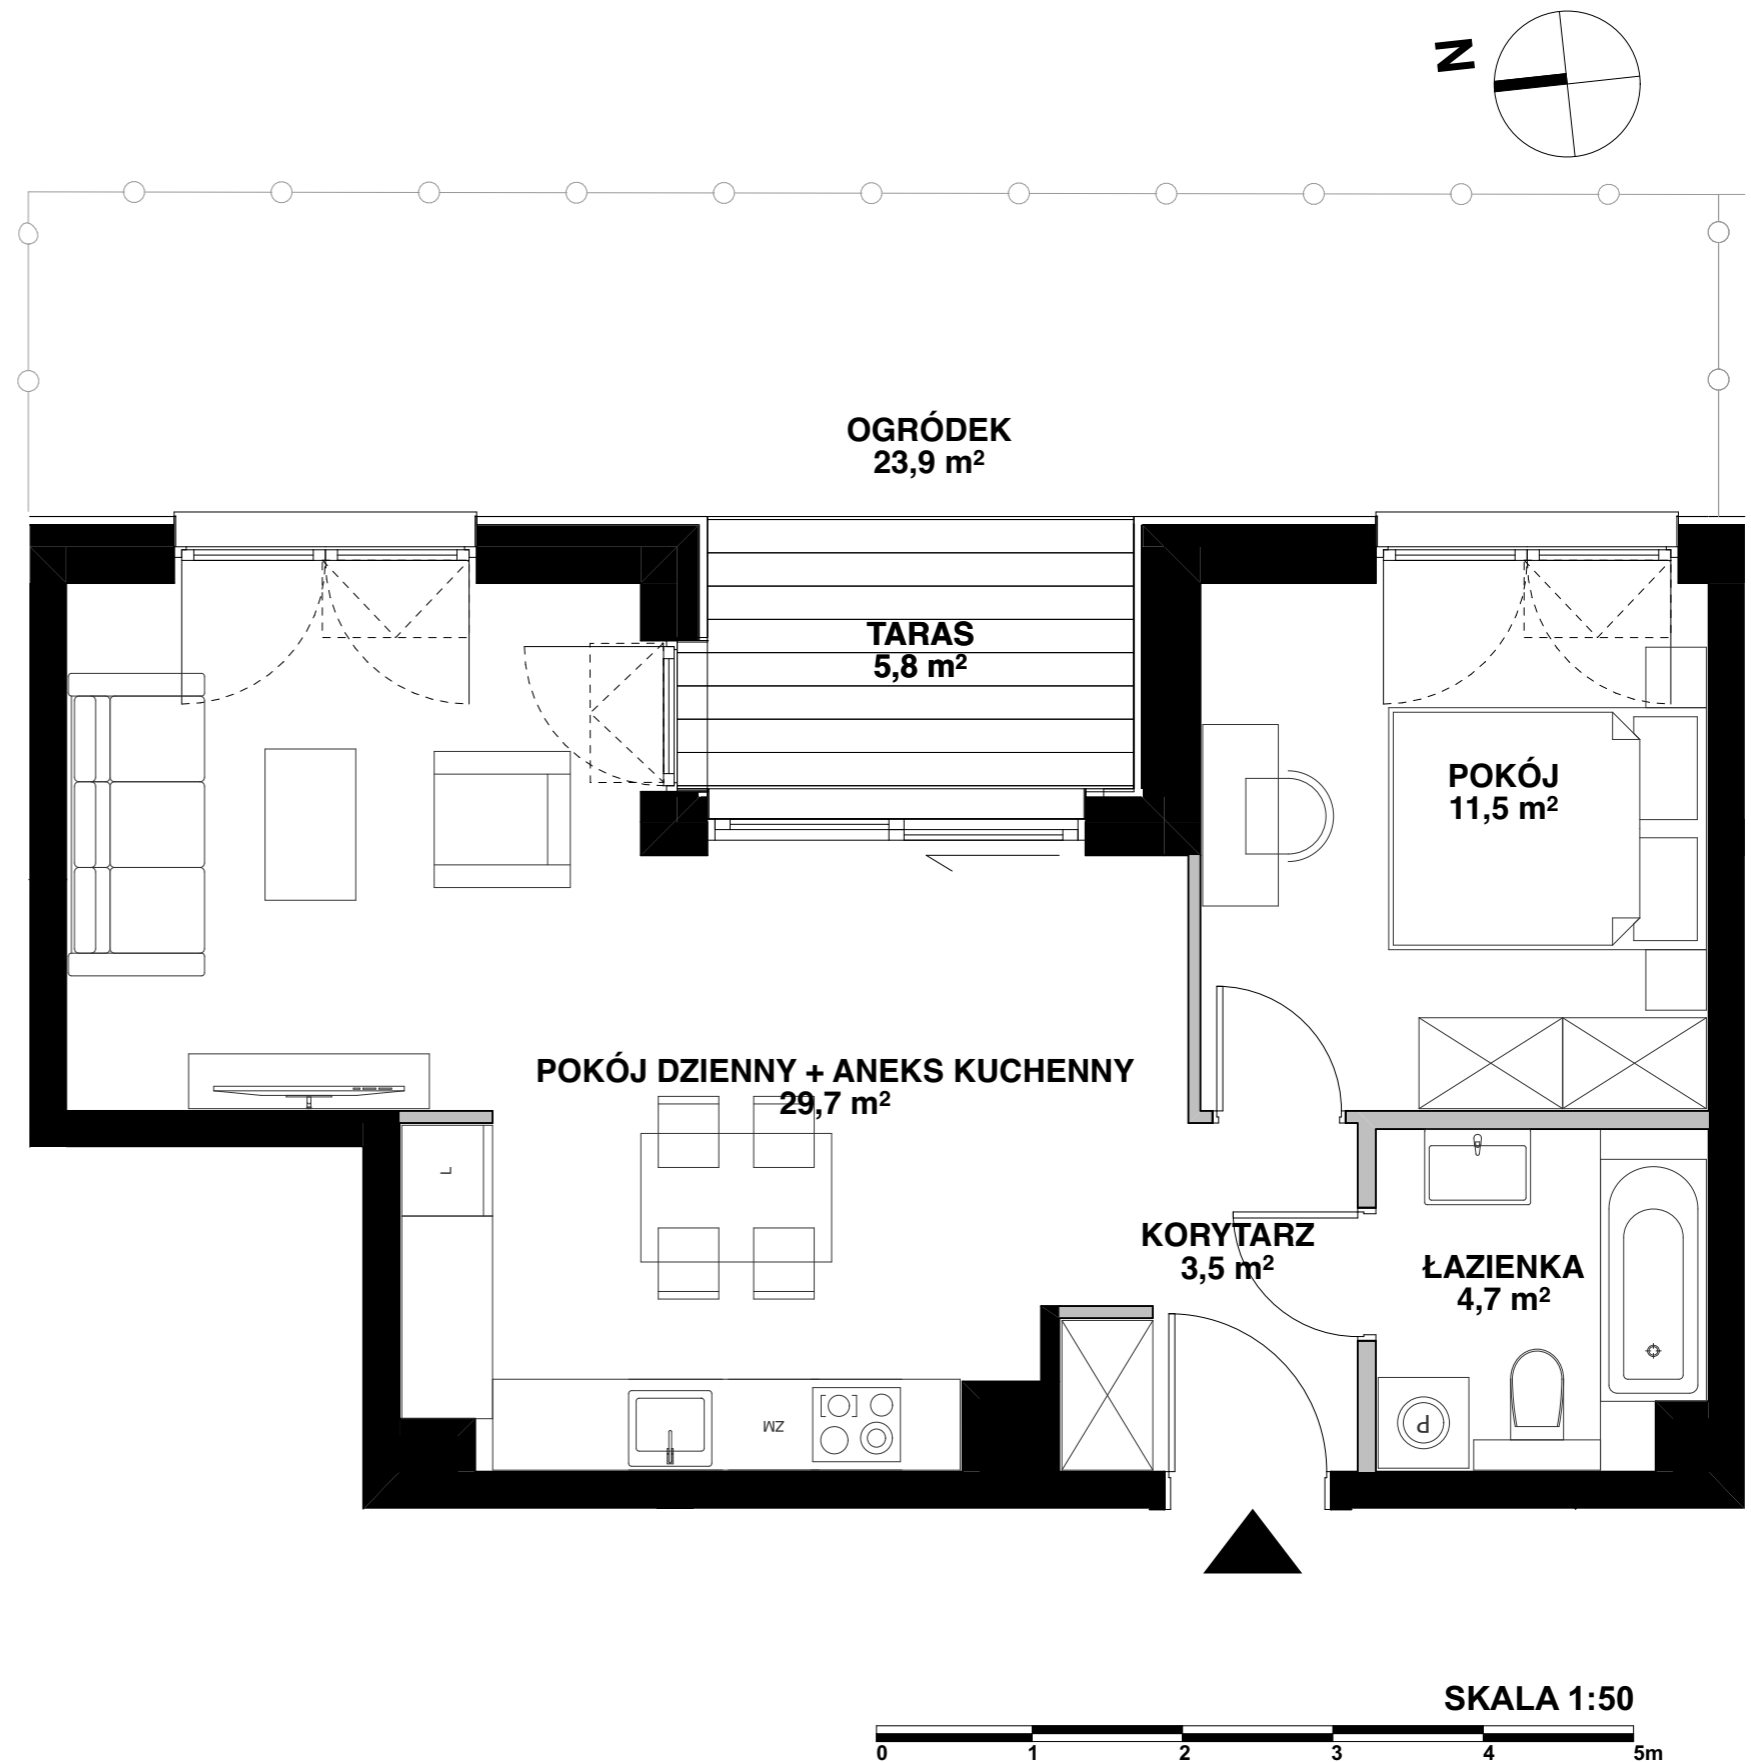 N
OGRÓDEK
23,9 m²
TARAS
5,8 m²
POKÓJ
11,5 m²
POKÓJ DZIENNY + ANEKS KUCHENNY
29,7 m²
L
KORYTARZ
3,5 m²
ŁAZIENKA
4,7 m²
ZM
P
SKALA 1:50
0 1 2 3 4 5m